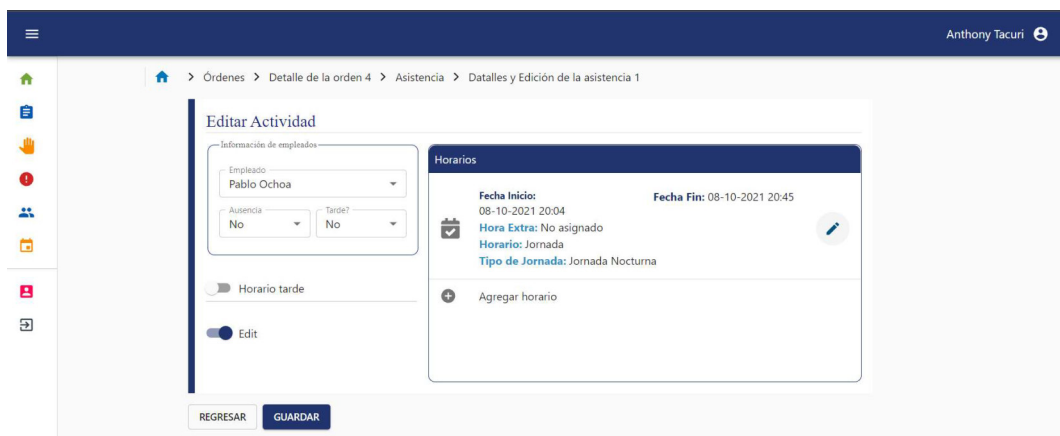 Anthony Tacuri
> Órdenes > Detalle de la orden 4 > Asistencia > Datalles y Edición de la asistencia 1
Editar Actividad
Información de empleados
Empleado
Pablo Ochoa
Ausencia
No
Tarde?
No
Horario tarde
Edit
Horarios
Fecha Inicio:
08-10-2021 20:04
Fecha Fin: 08-10-2021 20:45
Hora Extra: No asignado
Horario: Jornada
Tipo de Jornada: Jornada Nocturna
Agregar horario
REGRESAR
GUARDAR